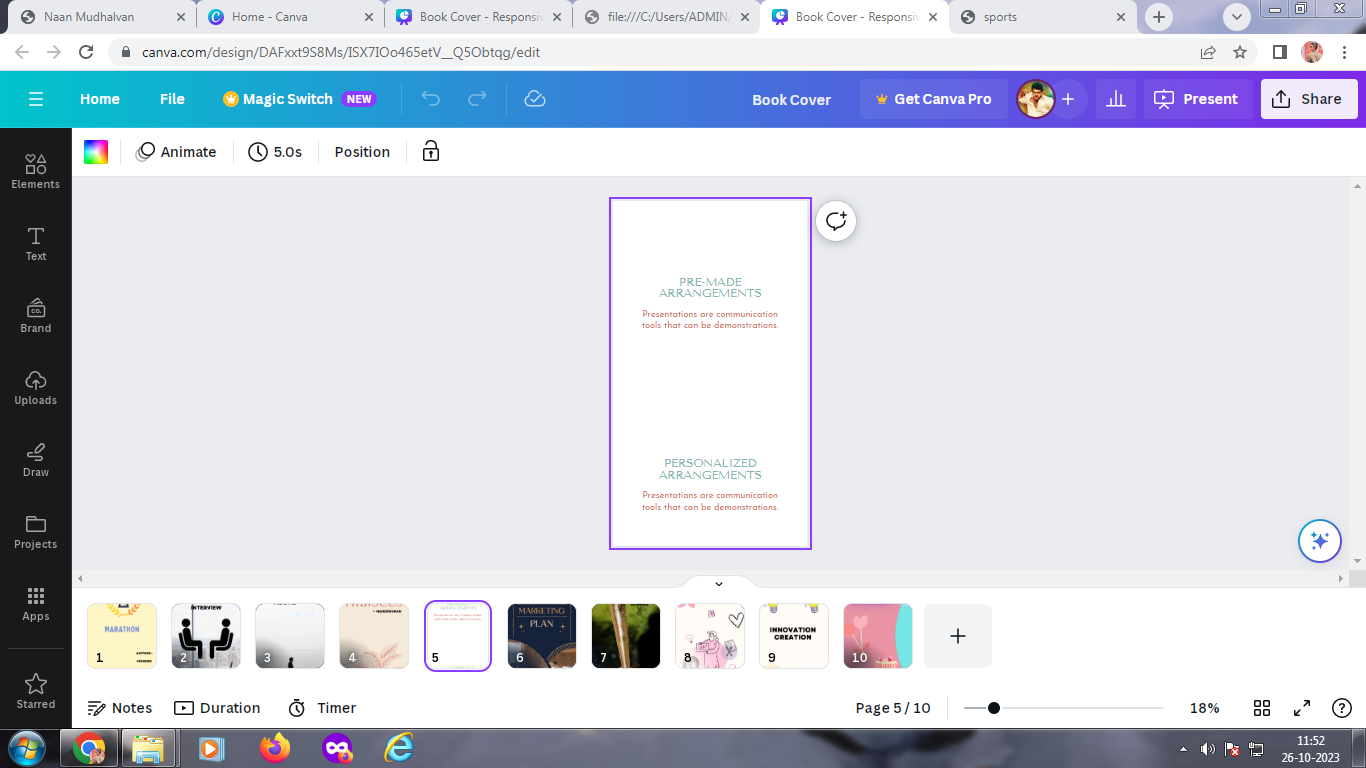 Naan Mudhalvan
Home - Canva
Book Cover - Responsiv
file:///C:/Users/ADMIN/
Book Cover - Responsiv
sports
canva.com/design/DAFxxt9S8Ms/ISX7IOo465etV__Q5Obtqg/edit
Home
File
Magic Switch
NEW
Book Cover
Get Canva Pro
Present
Share
Animate
5.0s
Position
Elements
Text
CO.
Brand
Uploads
Draw
Projects
Apps
Starred
PRE-MADE
ARRANGEMENTS
Presentations are communication
tools that can be demonstrations.
PERSONALIZED
ARRANGEMENTS
Presentations are communication
tools that can be demonstrations.
MARATHON
1
INTERVIEW
2
3
4
5
MARKETING
PLAN
6
7
8
INNOVATION
CREATION
9
10
Notes
Duration
Timer
Page 5 / 10
18%
11:52
26-10-2023